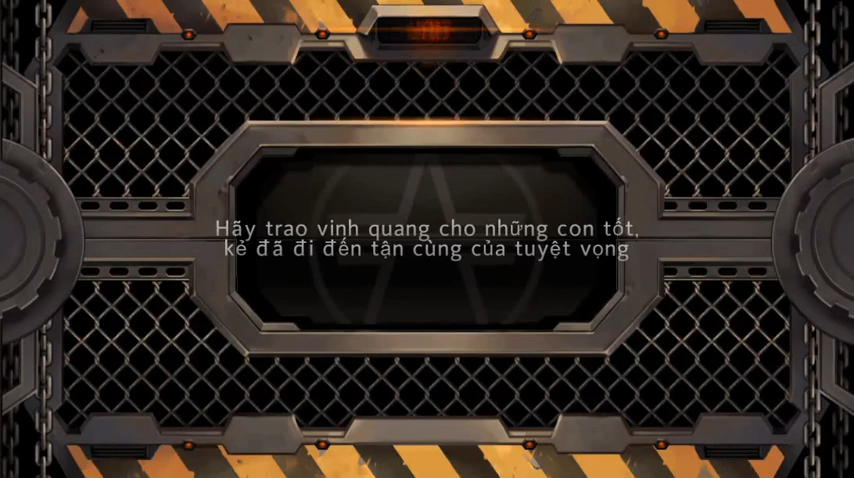 Hãy trao vinh quang cho những con tốt,
kẻ đã đi đến tận cùng của tuyệt vọng